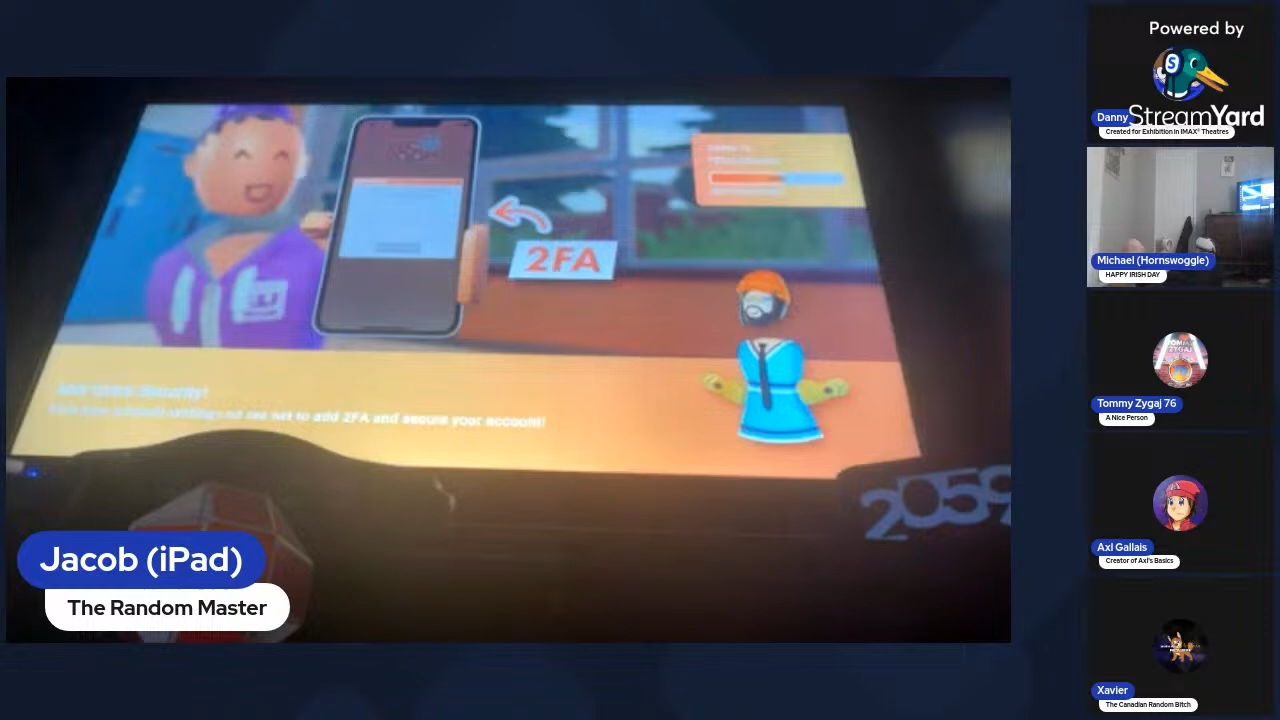 Powered by
StreamYard
Danny
Created for Exhibition in IMAX® Theatres
2FA
Michael (Hornswoggle)
HAPPY IRISH DAY
Security!
to add 2FA and secure your account!
2059
Tommy Zygaj 76
A Nice Person
Axl Gallais
Creator of Axl's Basics
Jacob (iPad)
The Random Master
Xavier
The Canadian Random Bitch